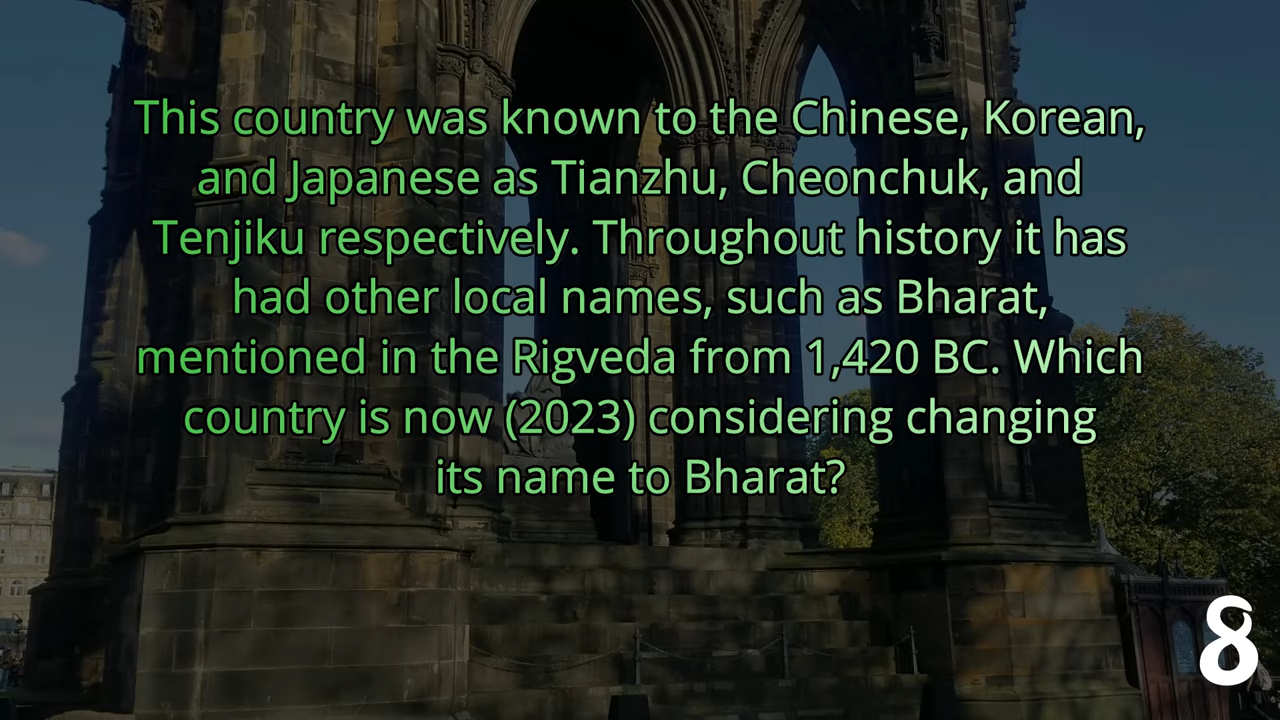 This country was known to the Chinese, Korean,
and Japanese as Tianzhu, Cheonchuk, and
Tenjiku respectively. Throughout history it has
had other local names, such as Bharat,
mentioned in the Rigveda from 1,420 BC. Which
country is now (2023) considering changing
its name to Bharat?
8